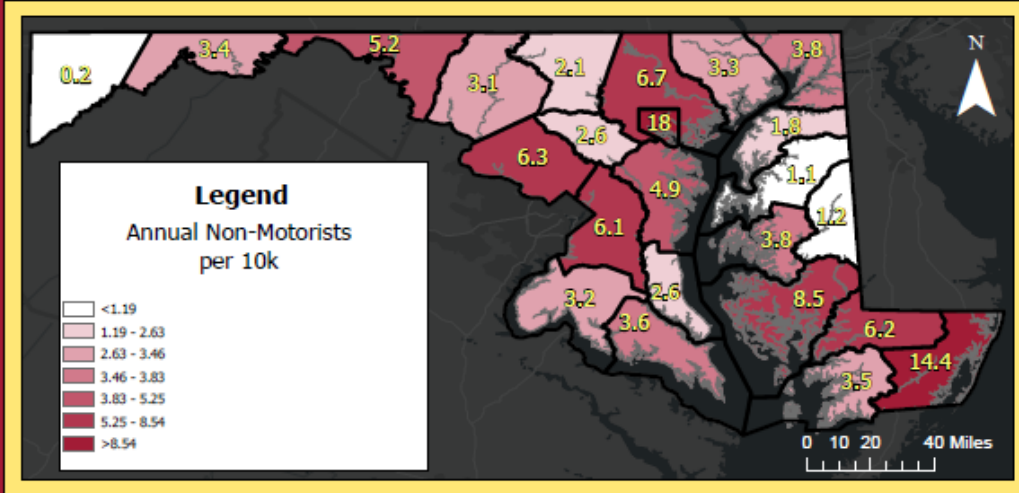 0.2
3.4
5.2
3.1
2.1
6.7
3.3
3.8
18
2.6
1.8
6.3
4.9
1.1
1.2
6.1
3.8
2.6
8.5
3.2
3.6
6.2
14.4
3.5
N
Legend
Annual Non-Motorists
per 10k
<1.19
1.19 - 2.63
2.63 - 3.46
3.46 - 3.83
3.83 - 5.25
5.25 - 8.54
>8.54
0 10 20 40 Miles